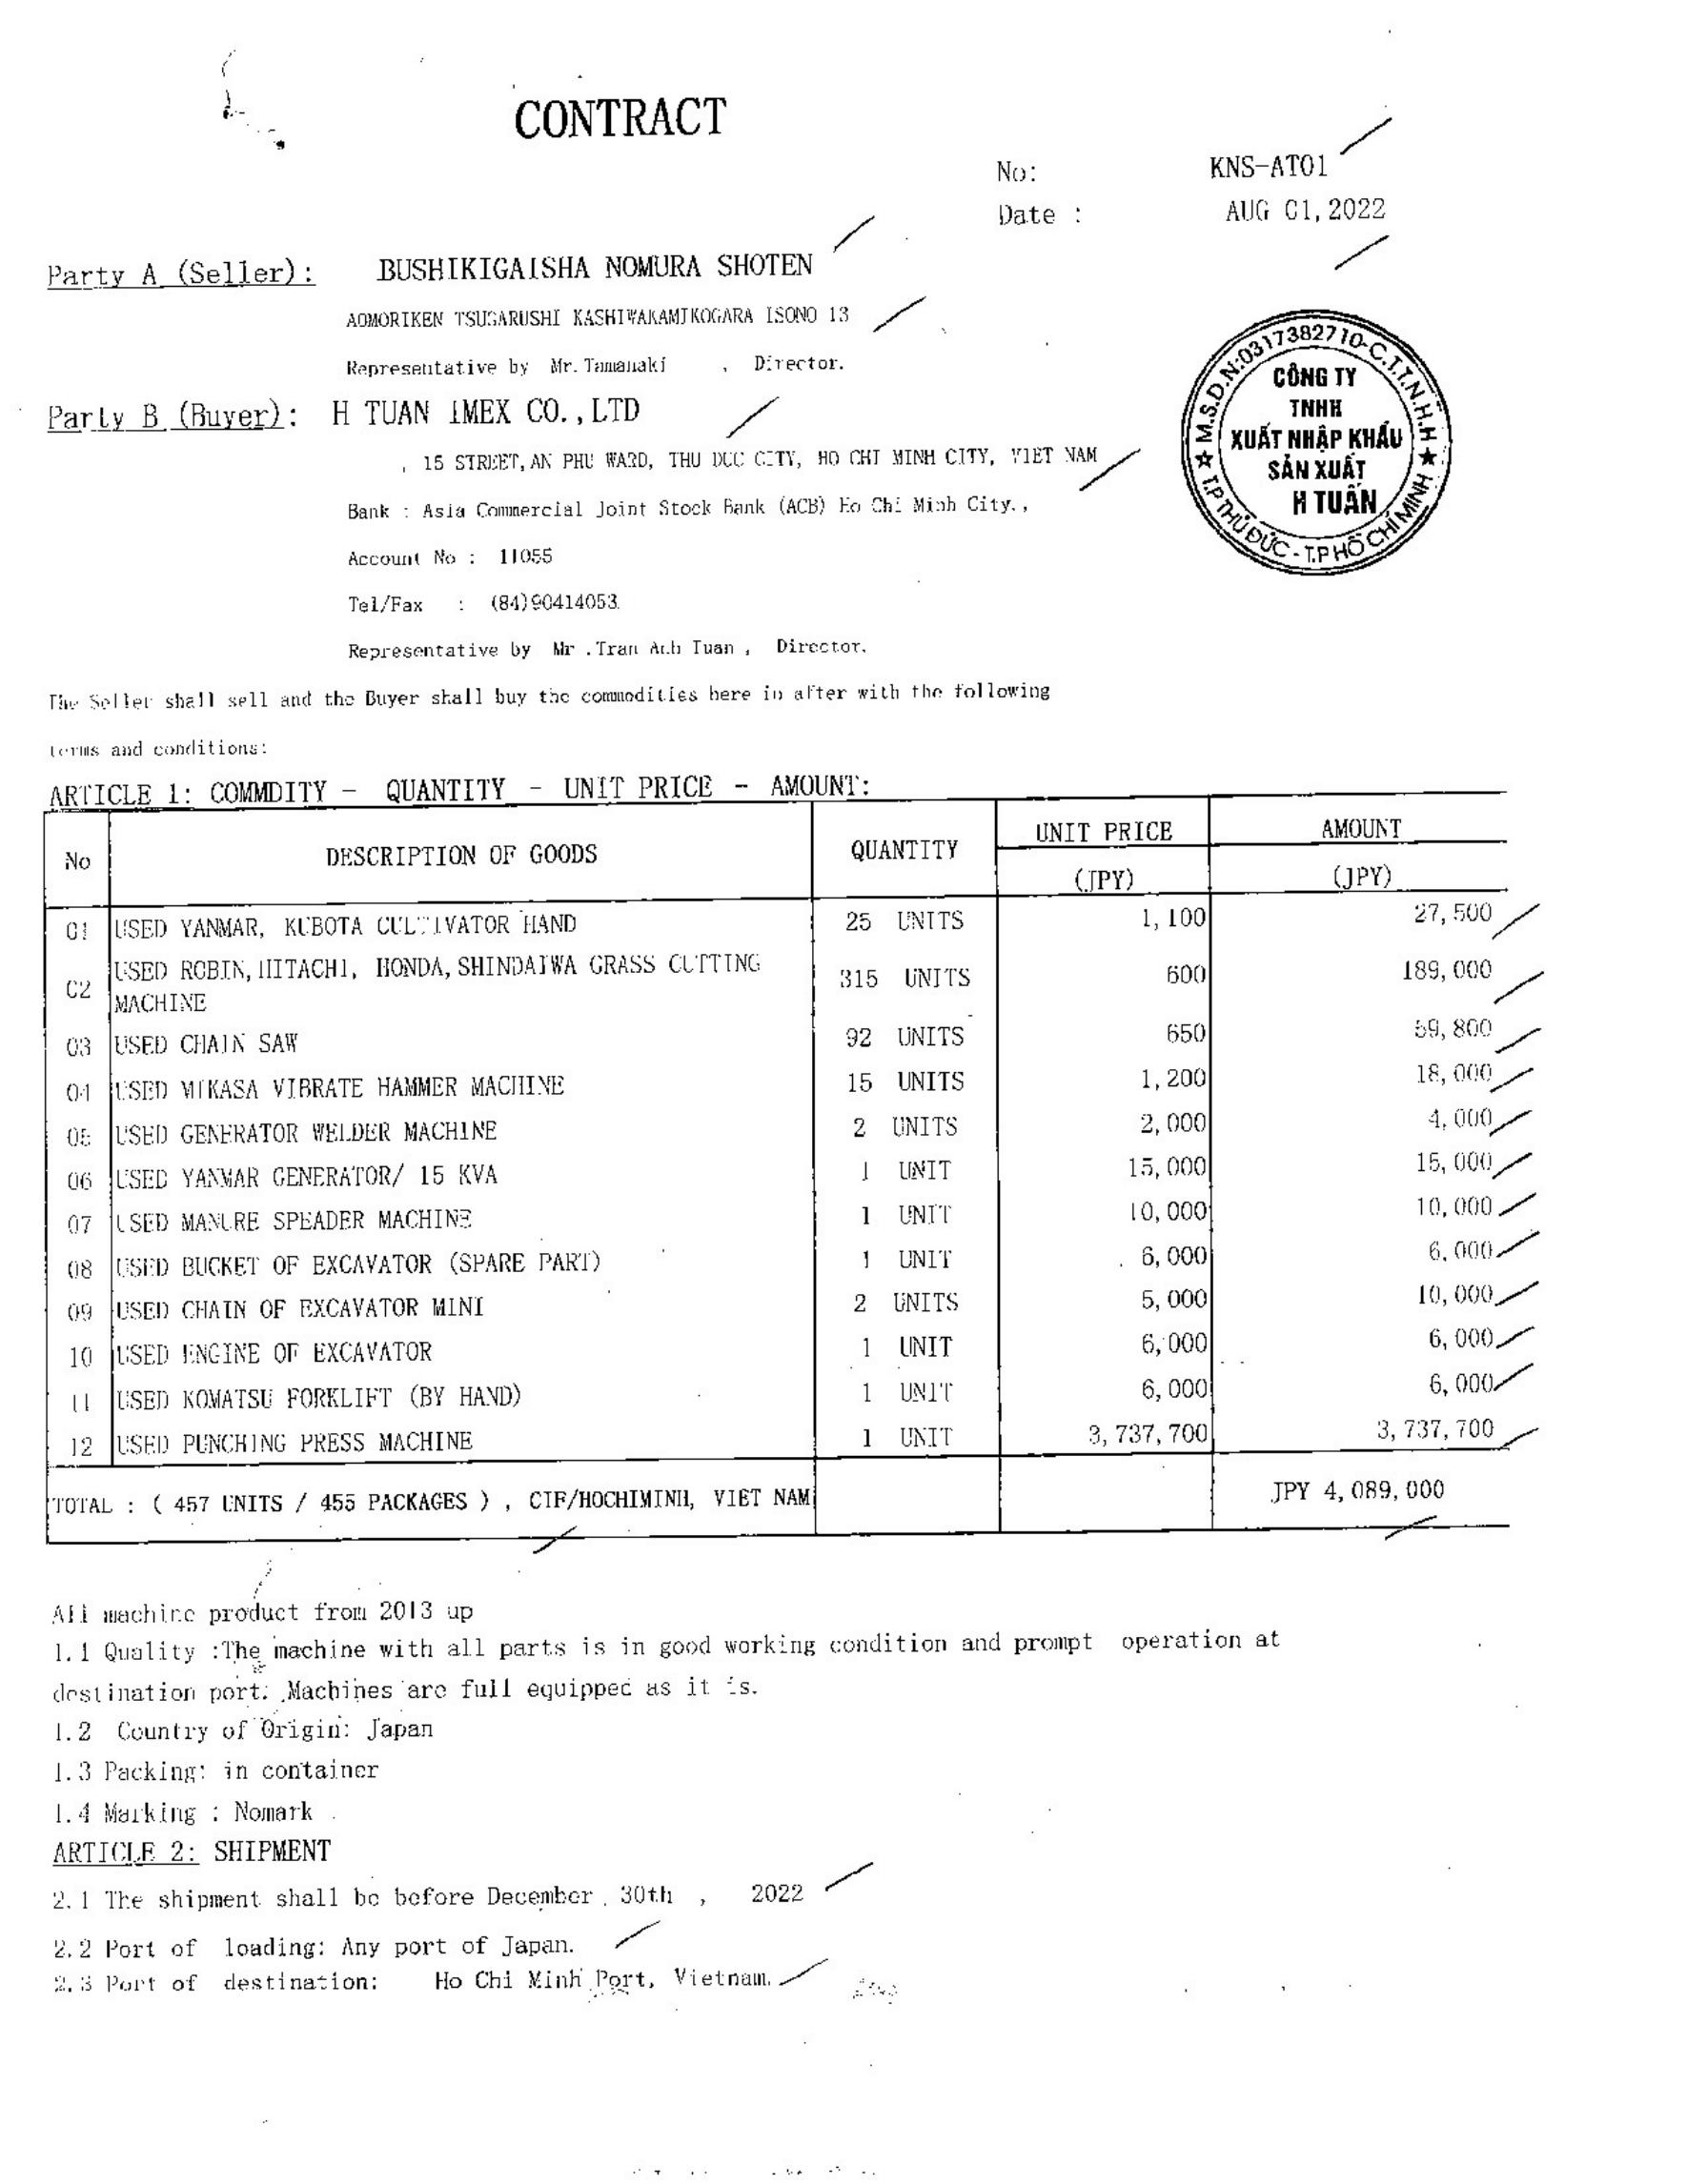 CONTRACT
No: KNS-AT01
Date : AUG 01, 2022
Party A (Seller): BUSHIKIGAISHA NOMURA SHOTEN
AOMORIKEN TSUGARUSHI KASHIWAKAMIKOGARA ISONO 13
Representative by Mr. Tamanaki , Director.
Party B (Buyer): H TUAN IMEX CO., LTD
, 15 STREET, AN PHU WARD, THU DUC CITY, HO CHI MINH CITY, VIET NAM
Bank : Asia Commercial Joint Stock Bank (ACB) Ho Chi Minh City.,
Account No : 11055
Tel/Fax : (84)90414053.
Representative by Mr .Tran Anh Tuan , Director.
M.S.D.N:0317382710-C.T.T.N.H.H
CÔNG TY
TNHH
XUẤT NHẬP KHẨU
SẢN XUẤT
H TUẤN
T.P THỦ ĐỨC - T.P HỒ CHÍ MINH
The Seller shall sell and the Buyer shall buy the commodities here in after with the following
terms and conditions:
ARTICLE 1: COMMDITY - QUANTITY - UNIT PRICE - AMOUNT:
No DESCRIPTION OF GOODS QUANTITY UNIT PRICE (JPY) AMOUNT (JPY)
01 USED YANMAR, KUBOTA CULTIVATOR HAND 25 UNITS 1,100 27,500
02 USED ROBIN, HITACHI, HONDA, SHINDAIWA GRASS CUTTING MACHINE 315 UNITS 600 189,000
03 USED CHAIN SAW 92 UNITS 650 59,800
04 USED MIKASA VIBRATE HAMMER MACHINE 15 UNITS 1,200 18,000
05 USED GENERATOR WELDER MACHINE 2 UNITS 2,000 4,000
06 USED YANMAR GENERATOR/ 15 KVA 1 UNIT 15,000 15,000
07 USED MANURE SPEADER MACHINE 1 UNIT 10,000 10,000
08 USED BUCKET OF EXCAVATOR (SPARE PART) 1 UNIT 6,000 6,000
09 USED CHAIN OF EXCAVATOR MINI 2 UNITS 5,000 10,000
10 USED ENGINE OF EXCAVATOR 1 UNIT 6,000 6,000
11 USED KOMATSU FORKLIFT (BY HAND) 1 UNIT 6,000 6,000
12 USED PUNCHING PRESS MACHINE 1 UNIT 3,737,700 3,737,700
TOTAL : ( 457 UNITS / 455 PACKAGES ) , CIF/HOCHIMINH, VIET NAM JPY 4,089,000
All machine product from 2013 up
1.1 Quality :The machine with all parts is in good working condition and prompt operation at
destination port. Machines are full equipped as it is.
1.2 Country of Origin: Japan
1.3 Packing: in container
1.4 Marking : Nomark
ARTICLE 2: SHIPMENT
2.1 The shipment shall be before December 30th , 2022
2.2 Port of loading: Any port of Japan.
2.3 Port of destination: Ho Chi Minh Port, Vietnam.